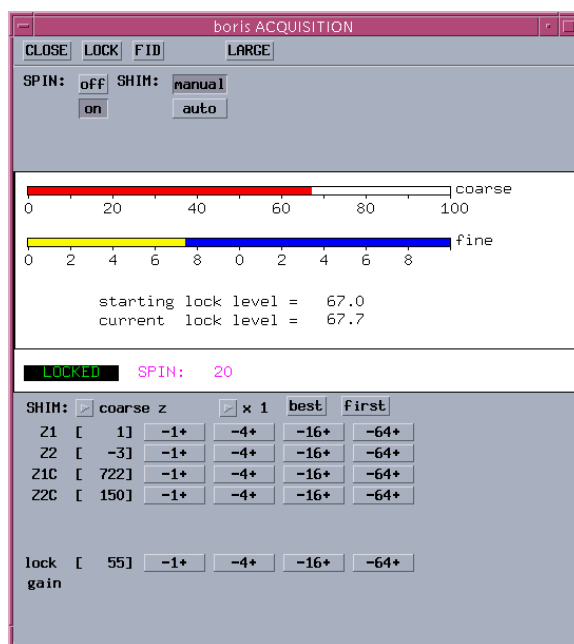 boris ACQUISITION
CLOSE LOCK FID LARGE
SPIN: off SHIM: manual
on auto
coarse
0 20 40 60 80 100
fine
0 2 4 6 8 0 2 4 6 8
starting lock level = 67.0
current lock level = 67.7
LOCKED SPIN: 20
SHIM: coarse z x 1 best first
Z1 [ 1] -1+ -4+ -16+ -64+
Z2 [ -3] -1+ -4+ -16+ -64+
Z1C [ 722] -1+ -4+ -16+ -64+
Z2C [ 150] -1+ -4+ -16+ -64+
lock [ 55] -1+ -4+ -16+ -64+
gain